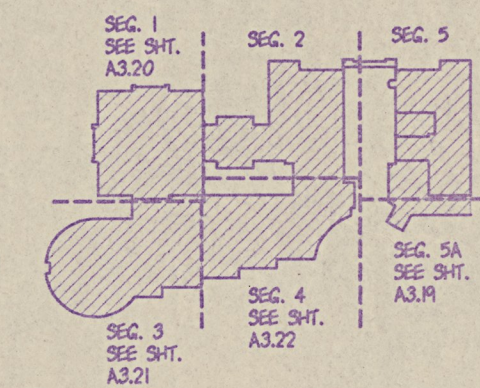 SEG. 1
SEE SHT.
A3.20
SEG. 2
SEG. 5
SEG. 5A
SEE SHT.
A3.19
SEG. 4
SEE SHT.
A3.22
SEG. 3
SEE SHT.
A3.21